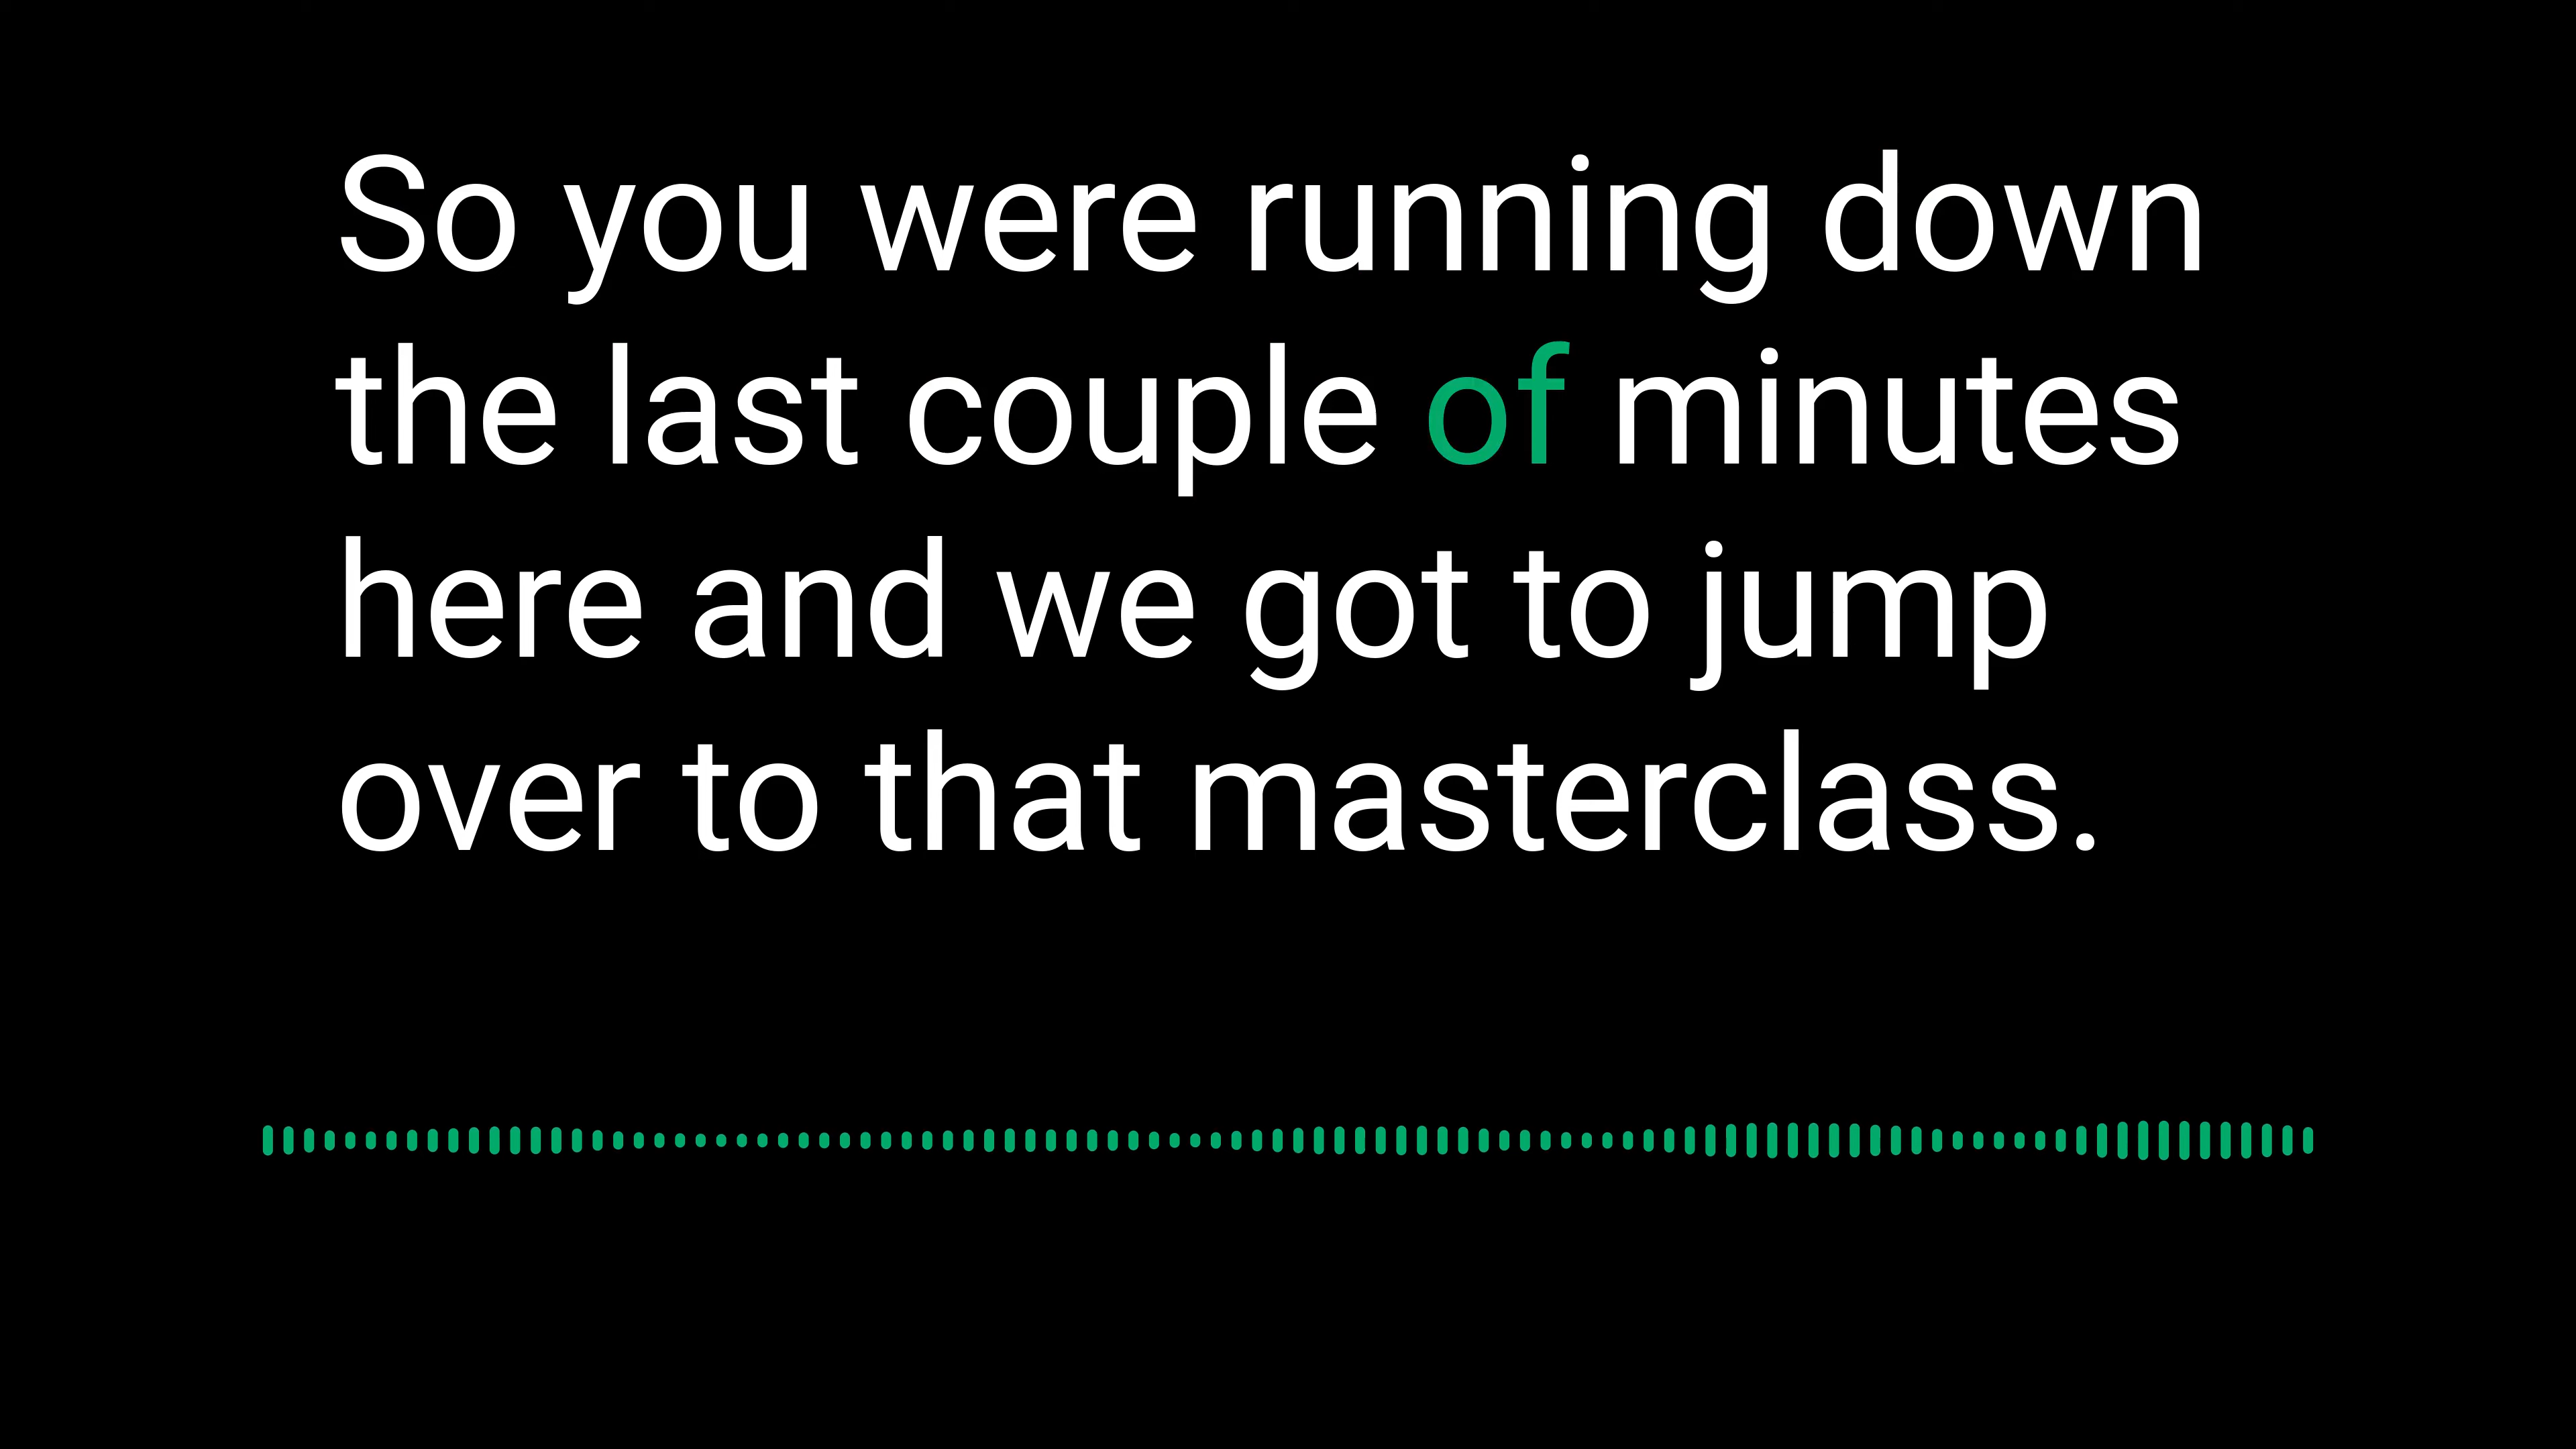 So you were running down
the last couple of minutes
here and we got to jump
over to that masterclass.